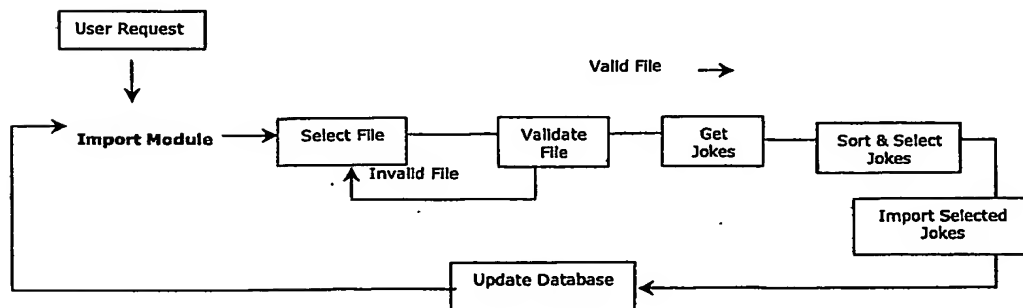 User Request
Valid File
Import Module
Select File
Validate
File
Get
Jokes
Sort & Select
Jokes
Invalid File
Import Selected
Jokes
Update Database